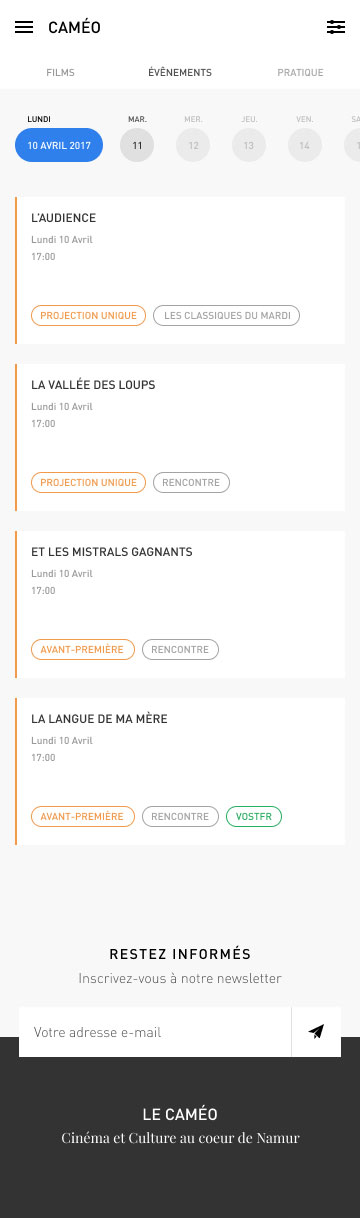 CAMÉO
FILMS ÉVÈNEMENTS PRATIQUE
LUNDI MAR. MER. JEU. VEN. SA
10 AVRIL 2017 11 12 13 14 1
L'AUDIENCE
Lundi 10 Avril
17:00
PROJECTION UNIQUE LES CLASSIQUES DU MARDI
LA VALLÉE DES LOUPS
Lundi 10 Avril
17:00
PROJECTION UNIQUE RENCONTRE
ET LES MISTRALS GAGNANTS
Lundi 10 Avril
17:00
AVANT-PREMIÈRE RENCONTRE
LA LANGUE DE MA MÈRE
Lundi 10 Avril
17:00
AVANT-PREMIÈRE RENCONTRE VOSTFR
RESTEZ INFORMÉS
Inscrivez-vous à notre newsletter
Votre adresse e-mail
LE CAMÉO
Cinéma et Culture au coeur de Namur